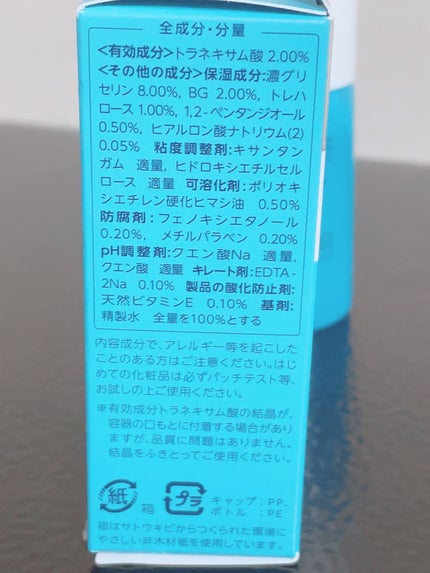 全成分・分量
<有効成分>トラネキサム酸 2.00%
<その他の成分>保湿成分:濃グリ
セリン 8.00%, BG 2.00%, トレハ
ロース 1.00%, 1,2-ペンタンジオール
0.50%, ヒアルロン酸ナトリウム(2)
0.05% 粘度調整剤:キサンタン
ガム 適量, ヒドロキシエチルセル
ロース 適量 可溶化剤:ポリオキ
シエチレン硬化ヒマシ油 0.50%
防腐剤:フェノキシエタノール
0.20%, メチルパラベン 0.20%
pH調整剤:クエン酸Na 適量,
クエン酸 適量 キレート剤:EDTA-
2Na 0.10% 製品の酸化防止剤:
天然ビタミンE 0.10% 基剤:
精製水 全量を100%とする
内容成分で、アレルギー等を起こした
ことのある方はご注意ください。はじ
めての化粧品は必ずパッチテスト等、
お試しの上ご使用ください。
※有効成分トラネキサム酸の結晶が、
容器の口もとに付着する場合があり
ますが、品質に問題はありません。
結晶をふきとってご使用ください。
紙 箱 プラ キャップ:PP,
ボトル:PE
箱はサトウキビからつくられた環境に
やさしい非木材紙を使用しています。